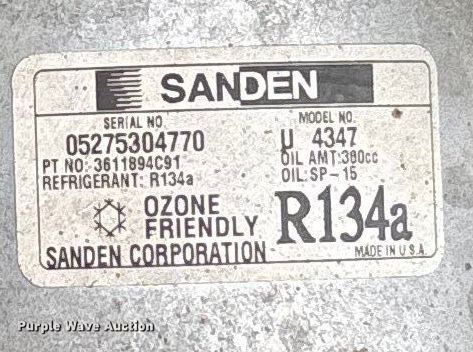 SANDEN
SERIAL NO.
05275304770
MODEL NO.
U 4347
PT NO: 3611894C91
OIL AMT:380cc
REFRIGERANT: R134a
OIL:SP-15
OZONE
FRIENDLY
R134a
SANDEN CORPORATION
MADE IN U.S.A.
Purple Wave Auction